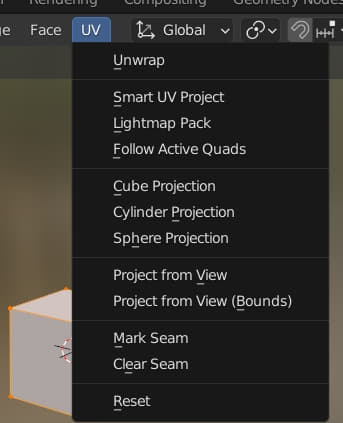 Rendering Compositing Geometry Nodes
Face UV Global
Unwrap
Smart UV Project
Lightmap Pack
Follow Active Quads
Cube Projection
Cylinder Projection
Sphere Projection
Project from View
Project from View (Bounds)
Mark Seam
Clear Seam
Reset